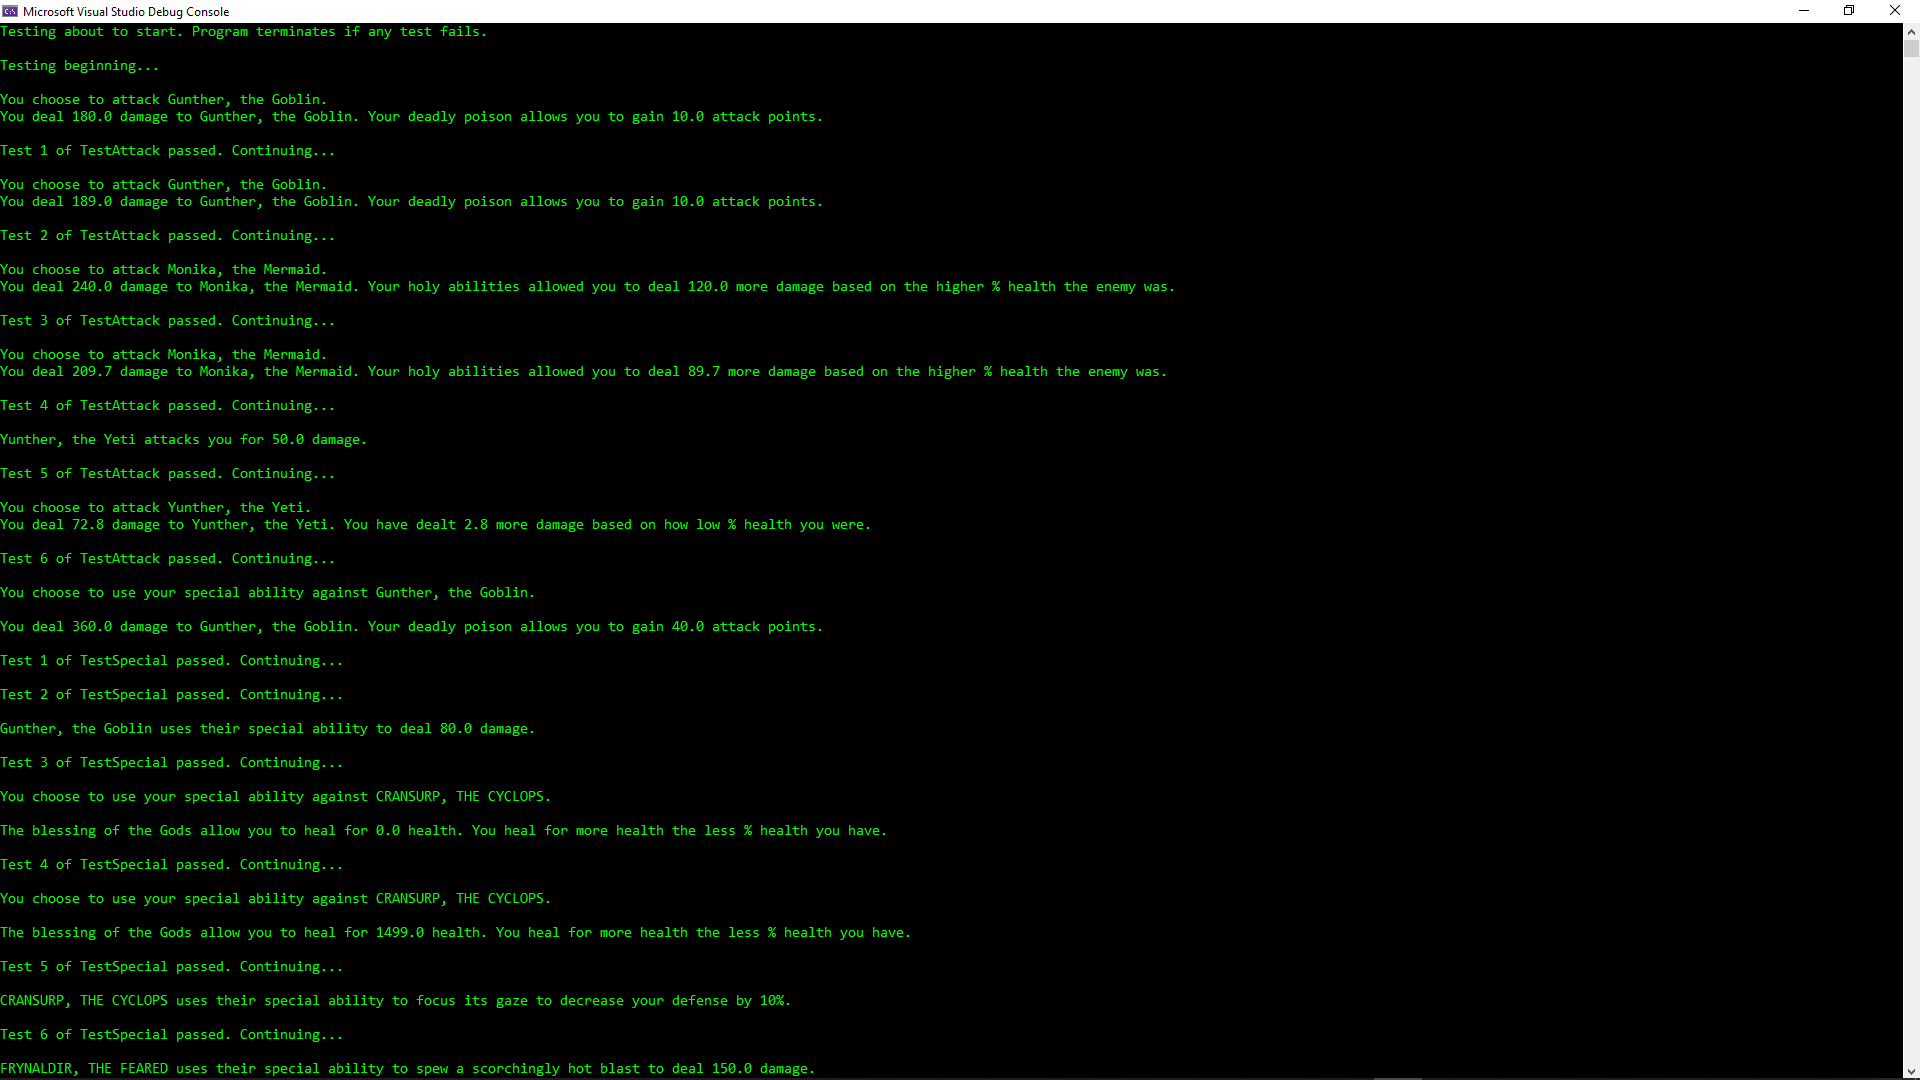 Microsoft Visual Studio Debug Console
Testing about to start. Program terminates if any test fails.
Testing beginning...
You choose to attack Gunther, the Goblin.
You deal 180.0 damage to Gunther, the Goblin. Your deadly poison allows you to gain 10.0 attack points.
Test 1 of TestAttack passed. Continuing...
You choose to attack Gunther, the Goblin.
You deal 189.0 damage to Gunther, the Goblin. Your deadly poison allows you to gain 10.0 attack points.
Test 2 of TestAttack passed. Continuing...
You choose to attack Monika, the Mermaid.
You deal 240.0 damage to Monika, the Mermaid. Your holy abilities allowed you to deal 120.0 more damage based on the higher % health the enemy was.
Test 3 of TestAttack passed. Continuing...
You choose to attack Monika, the Mermaid.
You deal 209.7 damage to Monika, the Mermaid. Your holy abilities allowed you to deal 89.7 more damage based on the higher % health the enemy was.
Test 4 of TestAttack passed. Continuing...
Yunther, the Yeti attacks you for 50.0 damage.
Test 5 of TestAttack passed. Continuing...
You choose to attack Yunther, the Yeti.
You deal 72.8 damage to Yunther, the Yeti. You have dealt 2.8 more damage based on how low % health you were.
Test 6 of TestAttack passed. Continuing...
You choose to use your special ability against Gunther, the Goblin.
You deal 360.0 damage to Gunther, the Goblin. Your deadly poison allows you to gain 40.0 attack points.
Test 1 of TestSpecial passed. Continuing...
Test 2 of TestSpecial passed. Continuing...
Gunther, the Goblin uses their special ability to deal 80.0 damage.
Test 3 of TestSpecial passed. Continuing...
You choose to use your special ability against CRANSURP, THE CYCLOPS.
The blessing of the Gods allow you to heal for 0.0 health. You heal for more health the less % health you have.
Test 4 of TestSpecial passed. Continuing...
You choose to use your special ability against CRANSURP, THE CYCLOPS.
The blessing of the Gods allow you to heal for 1499.0 health. You heal for more health the less % health you have.
Test 5 of TestSpecial passed. Continuing...
CRANSURP, THE CYCLOPS uses their special ability to focus its gaze to decrease your defense by 10%.
Test 6 of TestSpecial passed. Continuing...
FRYNALDIR, THE FEARED uses their special ability to spew a scorchingly hot blast to deal 150.0 damage.